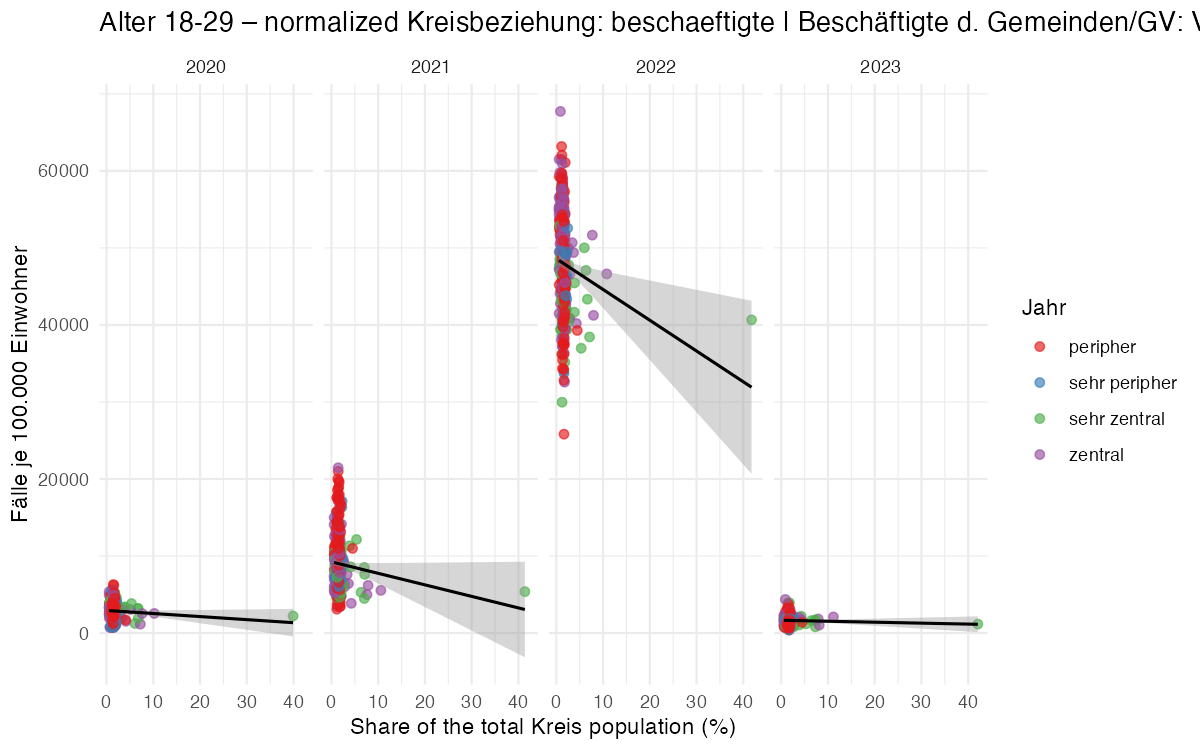 Alter 18-29 – normalized Kreisbeziehung: beschaeftigte | Beschäftigte d. Gemeinden/GV: V
2020 2021 2022 2023
60000
40000
20000
0
Fälle je 100.000 Einwohner
0 10 20 30 40 0 10 20 30 40 0 10 20 30 40 0 10 20 30 40
Share of the total Kreis population (%)
Jahr
peripher
sehr peripher
sehr zentral
zentral